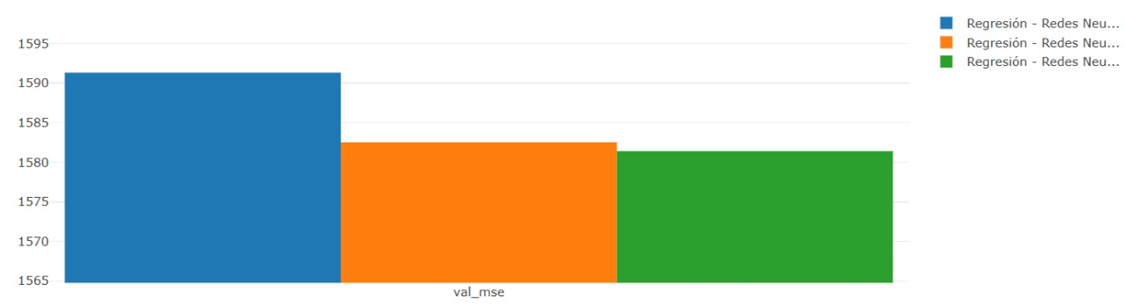 Regresión - Redes Neu...
Regresión - Redes Neu...
Regresión - Redes Neu...
1595
1590
1585
1580
1575
1570
1565
val_mse